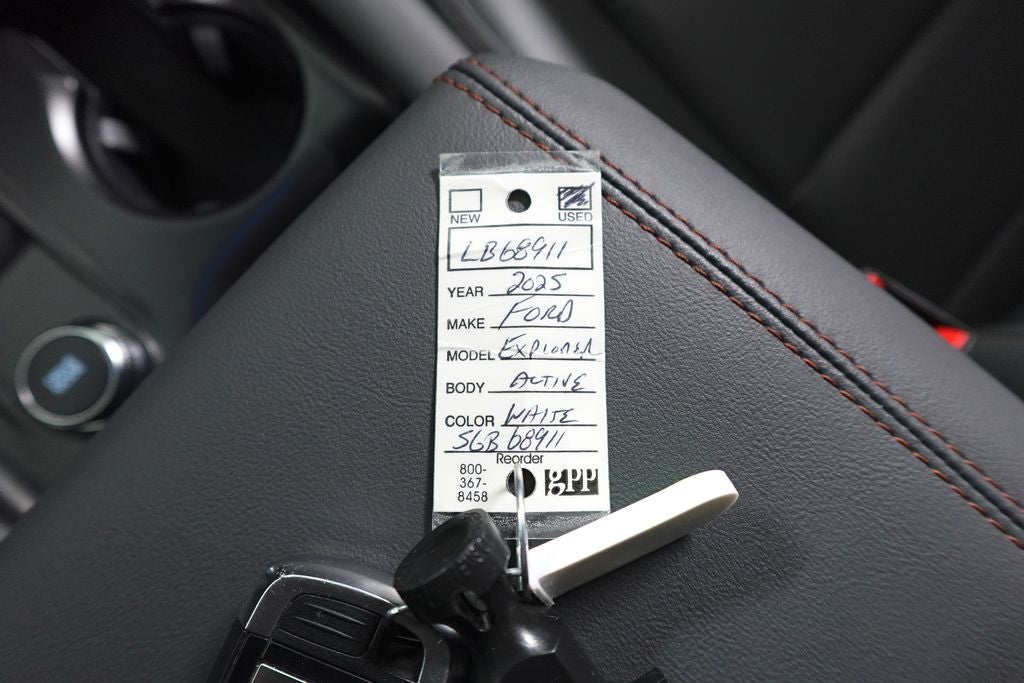 NEW USED
LB68911
YEAR 2025
MAKE FORD
MODEL EXPLORER
BODY ACTIVE
COLOR WHITE
SGB 68911
Reorder
800-
367-
8458
gPP